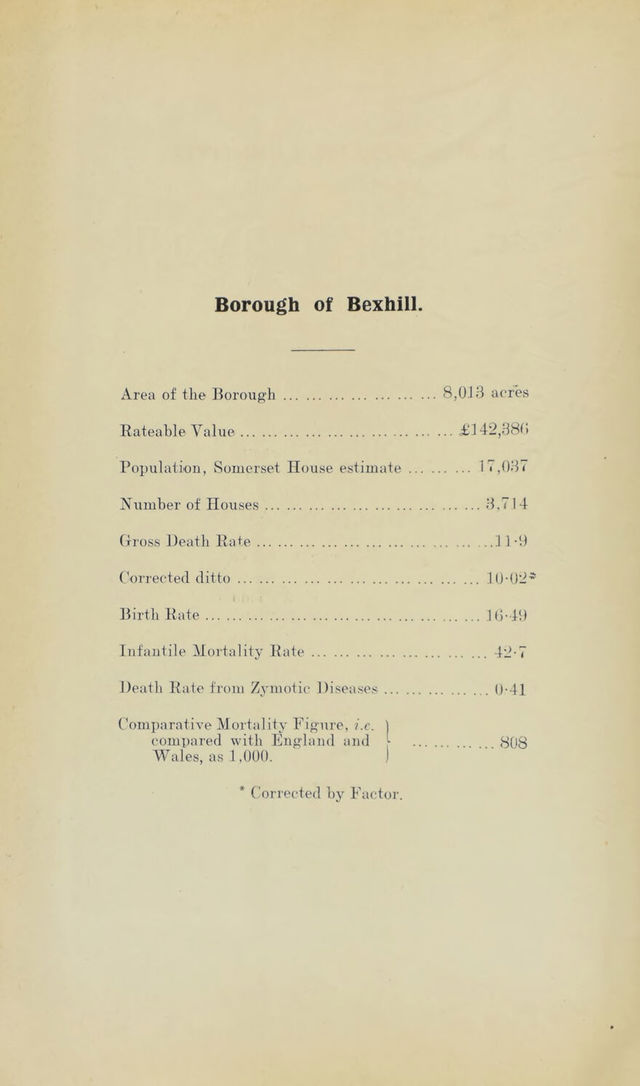 Borough of Bexhill.
Area of the Borough ... ... ... ... ... ... ... 8,013 acres
Rateable Value ... ... ... ... ... ... ... ... ... ... £142,386
Population, Somerset House estimate ... ... ... 17,037
Number of Houses ... ... ... ... ... ... ... ... ... ... 3,714
Gross Death Rate ... ... ... ... ... ... ... ... ... ... ...11·9
Corrected ditto ... ... ... ... ... ... ... ... ... ... ... 10·02*
Birth Rate ... ... ... ... ... ... ... ... ... ... ... ... 16·49
Infantile Mortality Rate ... ... ... ... ... ... ... ... 42·7
Death Rate from Zymotic Diseases ... ... ... ... ... 0·41
Comparative Mortality Figure, i.e.
compared with England and ... ... ... ... 808
Wales, as 1,000.
* Corrected by Factor.